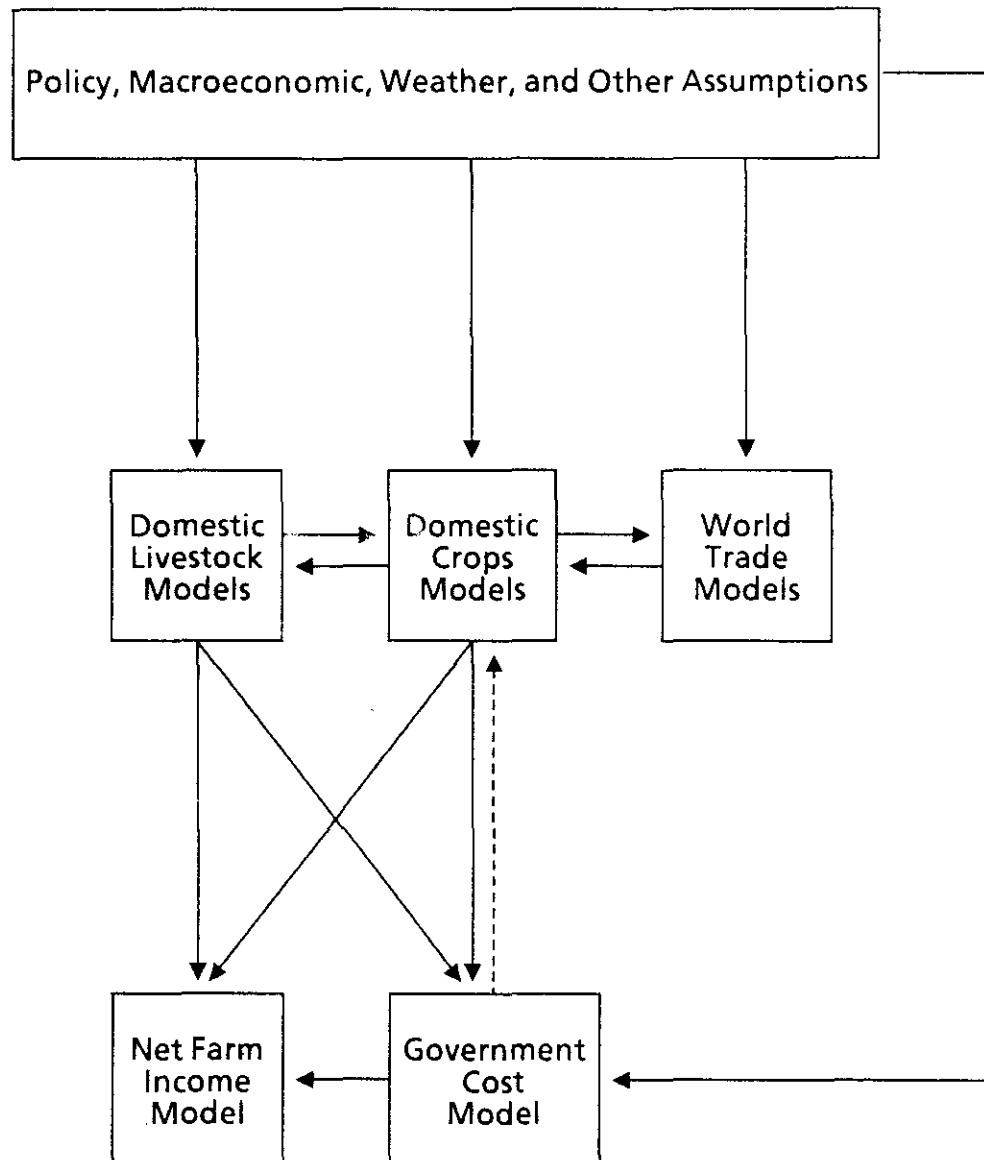 Policy, Macroeconomic, Weather, and Other Assumptions
Domestic
Livestock
Models
Domestic
Crops
Models
World
Trade
Models
Net Farm
Income
Model
Government
Cost
Model